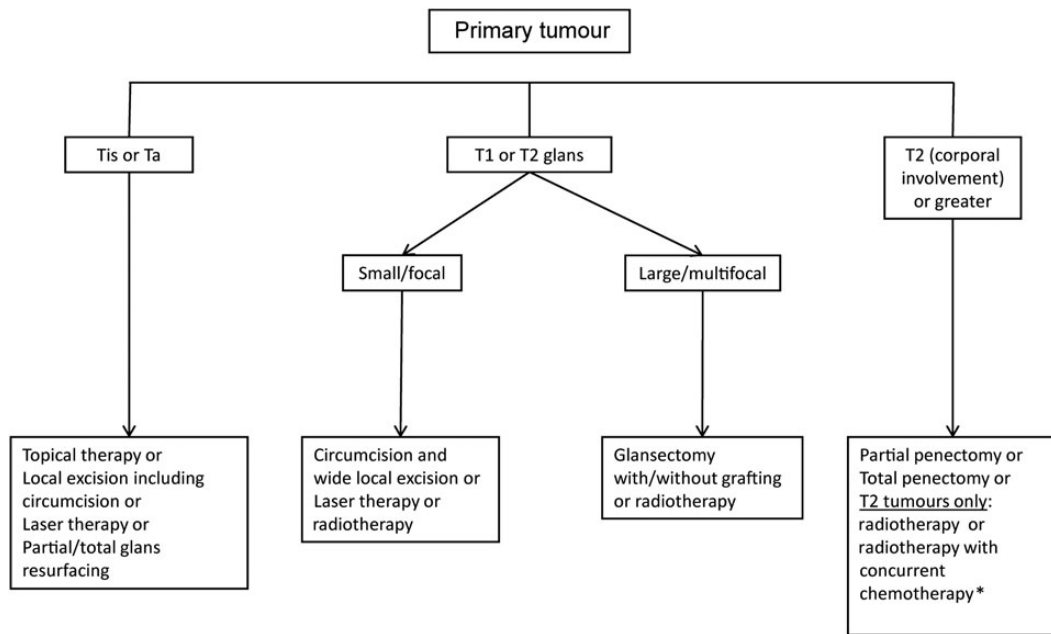 Primary tumour
Tis or Ta
T1 or T2 glans
T2 (corporal
involvement)
or greater
Small/focal
Large/multifocal
Topical therapy or
Local excision including
circumcision or
Laser therapy or
Partial/total glans
resurfacing
Circumcision and
wide local excision or
Laser therapy or
radiotherapy
Glansectomy
with/without grafting
or radiotherapy
Partial penectomy or
Total penectomy or
T2 tumours only:
radiotherapy or
radiotherapy with
concurrent
chemotherapy*